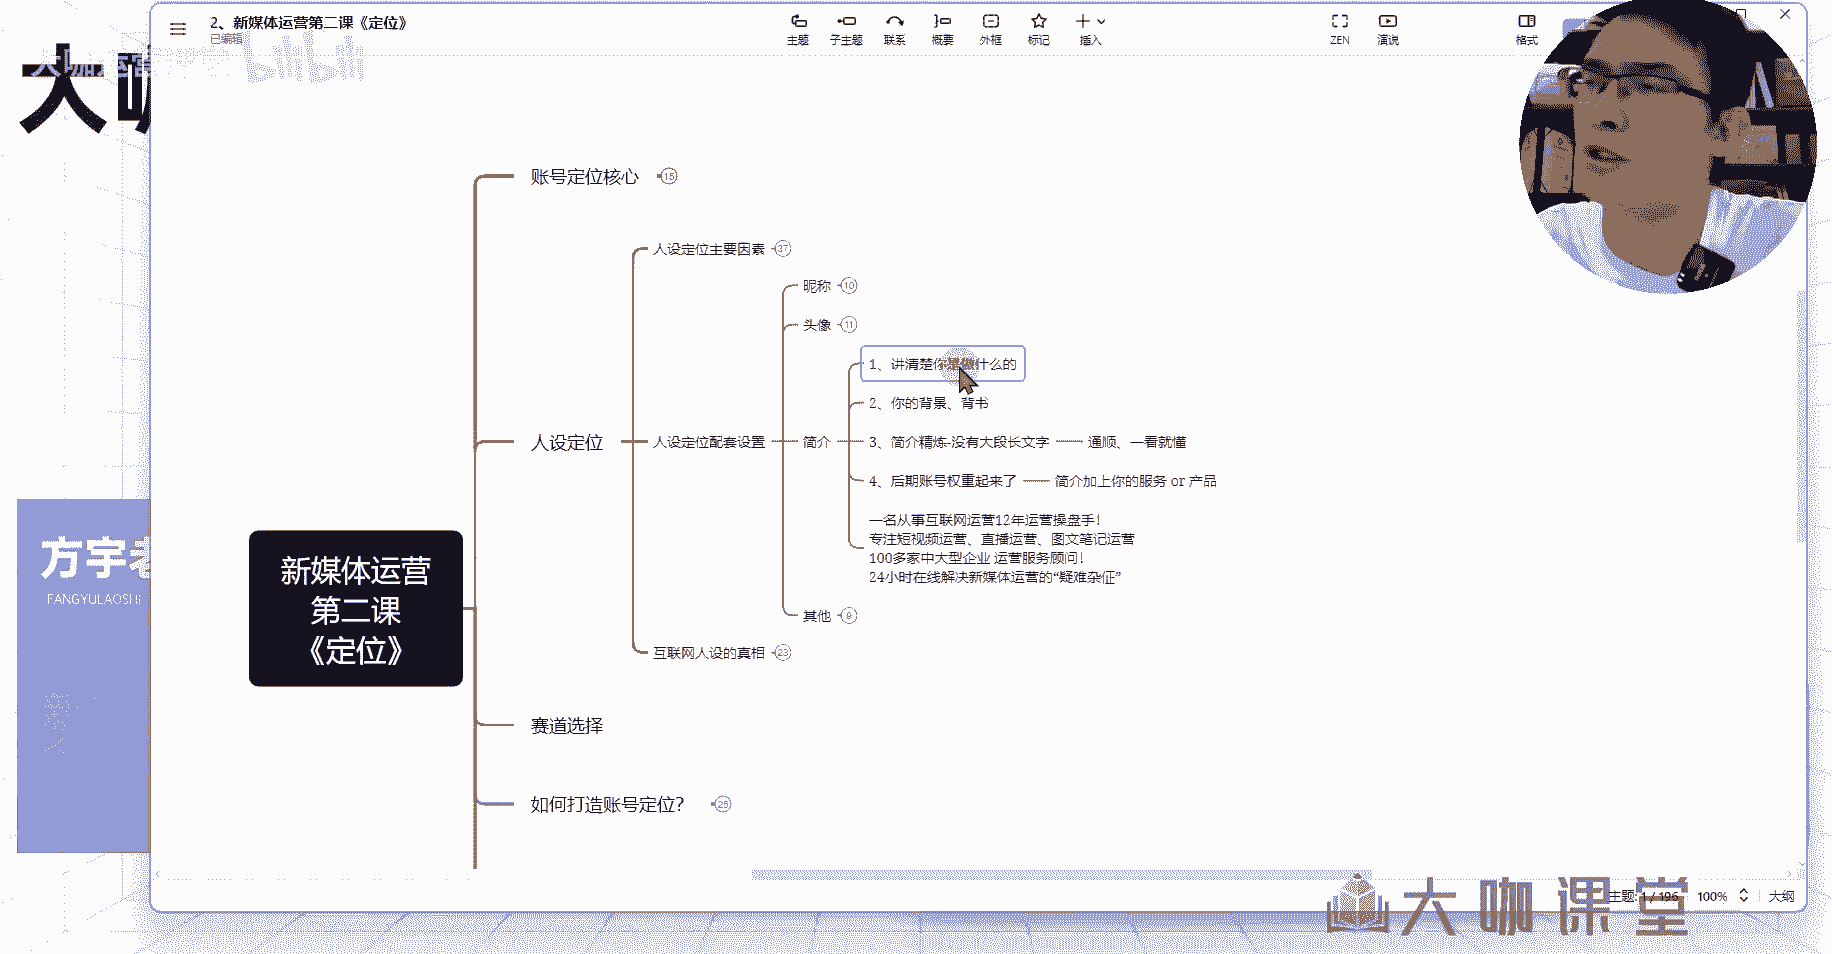 2、新媒体运营第二课《定位》
已编辑
主题
子主题
联系
概要
外框
标记
插入
ZEN
演说
格式
大咖运营
bilibili
大
账号定位核心
15
人设定位主要因素
37
昵称
10
头像
11
1、讲清楚你是做什么的
2、你的背景、背书
人设定位
人设定位配套设置
简介
3、简介精炼-没有大段长文字
通顺、一看就懂
4、后期账号权重起来了
简介加上你的服务 or 产品
一名从事互联网运营12年运营操盘手！
专注短视频运营、直播运营、图文笔记运营
100多家中大型企业 运营服务顾问！
24小时在线解决新媒体运营的“疑难杂症”
其他
9
互联网人设的真相
23
新媒体运营
第二课
《定位》
赛道选择
如何打造账号定位？
25
方宇老
FANGYULAOSHI
主题: 1 / 196
100%
大纲
大咖课堂